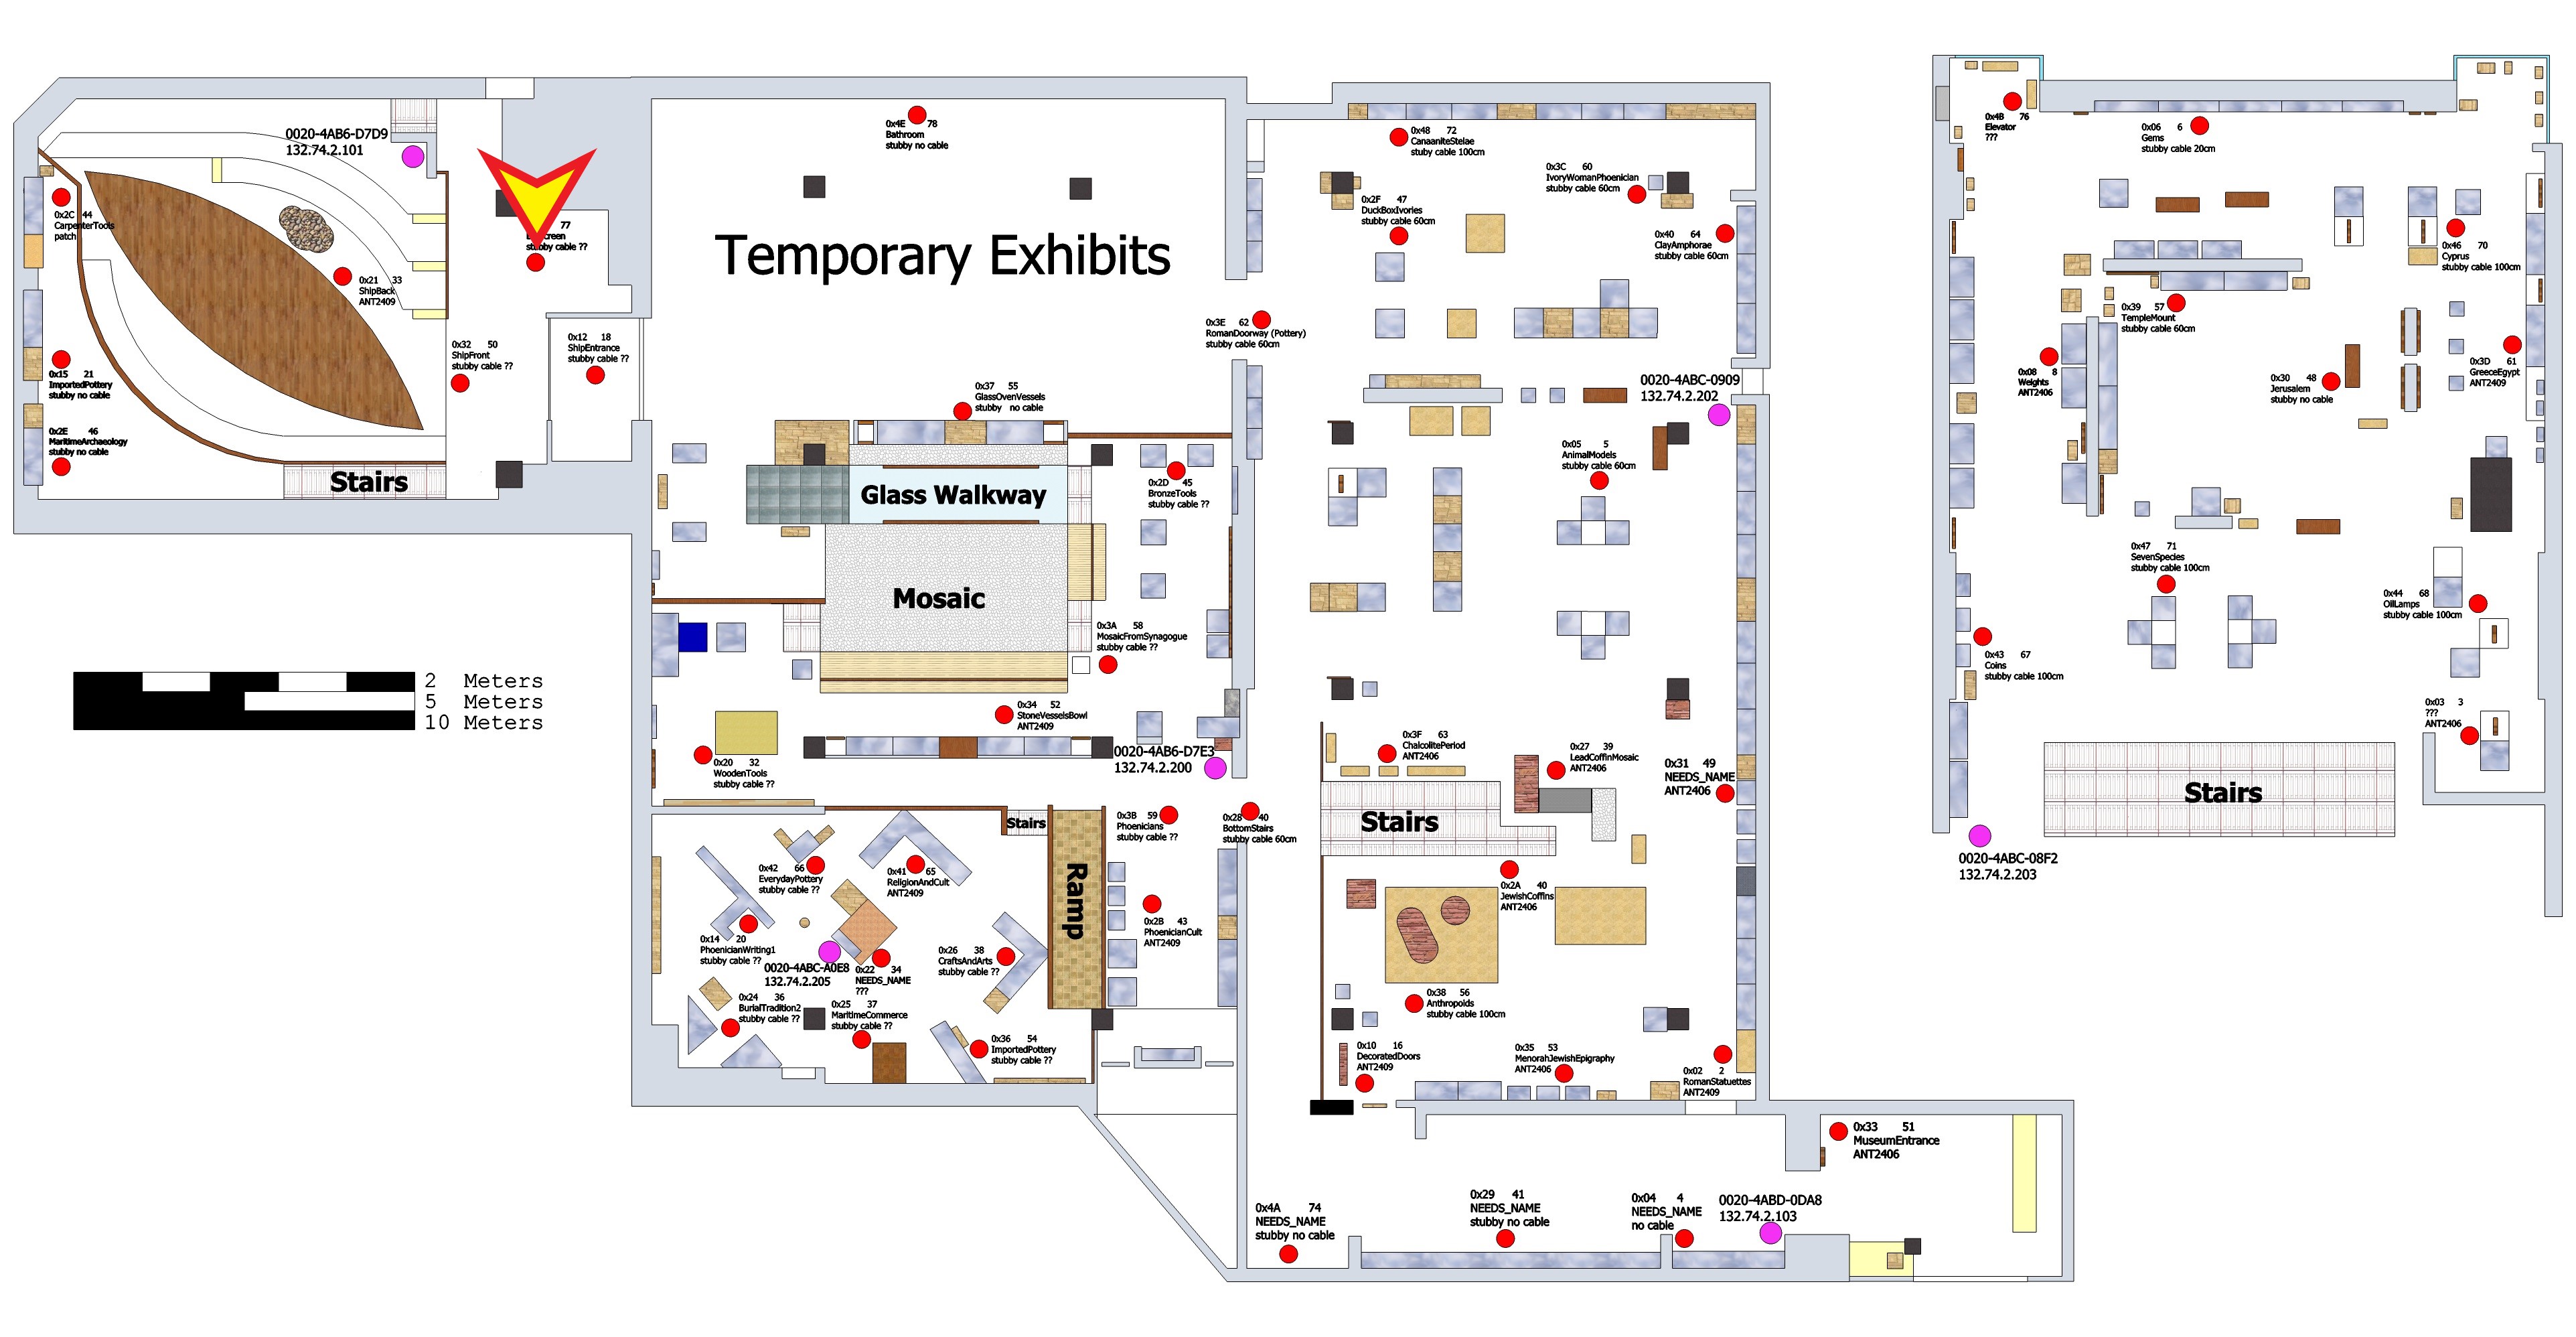 0020-4AB6-D7D9
132.74.2.101
0x2C 44
CarpenterTools
patch
0x21 33
ShipBack
ANT2409
0x15 21
ImportedPottery
stubby no cable
0x2E 46
MaritimeArchaeology
stubby no cable
0x32 50
ShipFront
stubby cable ??
77
stubby cable ??
0x12 18
ShipEntrance
stubby cable ??
Stairs
2 Meters
5 Meters
10 Meters
0x4E 78
Bathroom
stubby no cable
Temporary Exhibits
0x3E 62
RomanDoorway (Pottery)
stubby cable 60cm
0x37 55
GlassOvenVessels
stubby no cable
Glass Walkway
0x2D 45
BronzeTools
stubby cable ??
Mosaic
0x3A 58
MosaicFromSynagogue
stubby cable ??
0x34 52
StoneVesselsBowl
ANT2409
0x20 32
WoodenTools
stubby cable ??
0020-4AB6-D7E3
132.74.2.200
Stairs
Ramp
0x3B 59
Phoenicians
stubby cable ??
0x28 40
BottomStairs
stubby cable 60cm
0x42 66
EverydayPottery
stubby cable ??
0x41 65
ReligionAndCult
ANT2409
0x14 20
PhoenicianWriting1
stubby cable ??
0020-4ABC-A0E8
132.74.2.205
0x22 34
NEEDS_NAME
???
0x26 38
CraftsAndArts
stubby cable ??
0x2B 43
PhoenicianCult
ANT2409
0x24 36
BurialTradition2
stubby cable ??
0x25 37
MaritimeCommerce
stubby cable ??
0x36 54
ImportedPottery
stubby cable ??
0x48 72
CanaaniteStelae
stuby cable 100cm
0x3C 60
IvoryWomanPhoenician
stubby cable 60cm
0x2F 47
DuckBoxIvories
stubby cable 60cm
0x40 64
ClayAmphorae
stubby cable 60cm
0020-4ABC-0909
132.74.2.202
0x05 5
AnimalModels
stubby cable 60cm
0x3F 63
ChalcolitePeriod
ANT2406
0x27 39
LeadCoffinMosaic
ANT2406
0x31 49
NEEDS_NAME
ANT2406
Stairs
0x2A 40
JewishCoffins
ANT2406
0x38 56
Anthropoids
stubby cable 100cm
0x10 16
DecoratedDoors
ANT2409
0x35 53
MenorahJewishEpigraphy
ANT2406
0x02 2
RomanStatuettes
ANT2409
0x33 51
MuseumEntrance
ANT2406
0x4A 74
NEEDS_NAME
stubby no cable
0x29 41
NEEDS_NAME
stubby no cable
0x04 4
NEEDS_NAME
no cable
0020-4ABD-0DA8
132.74.2.103
0x4B 76
Elevator
???
0x06 6
Gems
stubby cable 20cm
0x46 70
Cyprus
stubby cable 100cm
0x39 57
TempleMount
stubby cable 60cm
0x08 8
Weights
ANT2406
0x30 48
Jerusalem
stubby no cable
0x3D 61
GreeceEgypt
ANT2409
0x47 71
SevenSpecies
stubby cable 100cm
0x44 68
OilLamps
stubby cable 100cm
0x43 67
Coins
stubby cable 100cm
0x03 3
???
ANT2406
Stairs
0020-4ABC-08F2
132.74.2.203